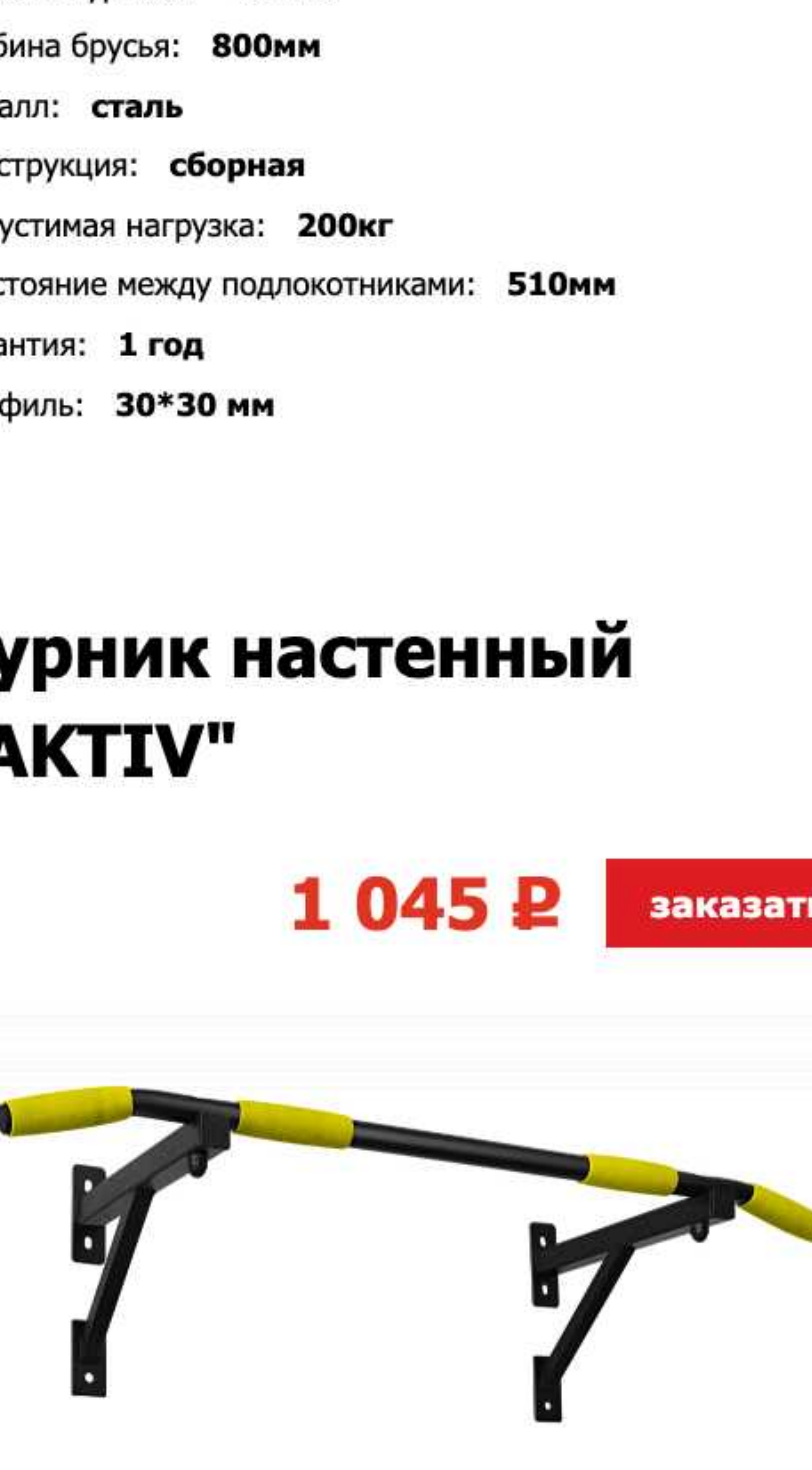 бина брусья: 800мм
алл: сталь
струкция: сборная
устимая нагрузка: 200кг
стояние между подлокотниками: 510мм
антия: 1 год
филь: 30*30 мм
урник настенный
AKTIV"
1 045 ₽ заказать